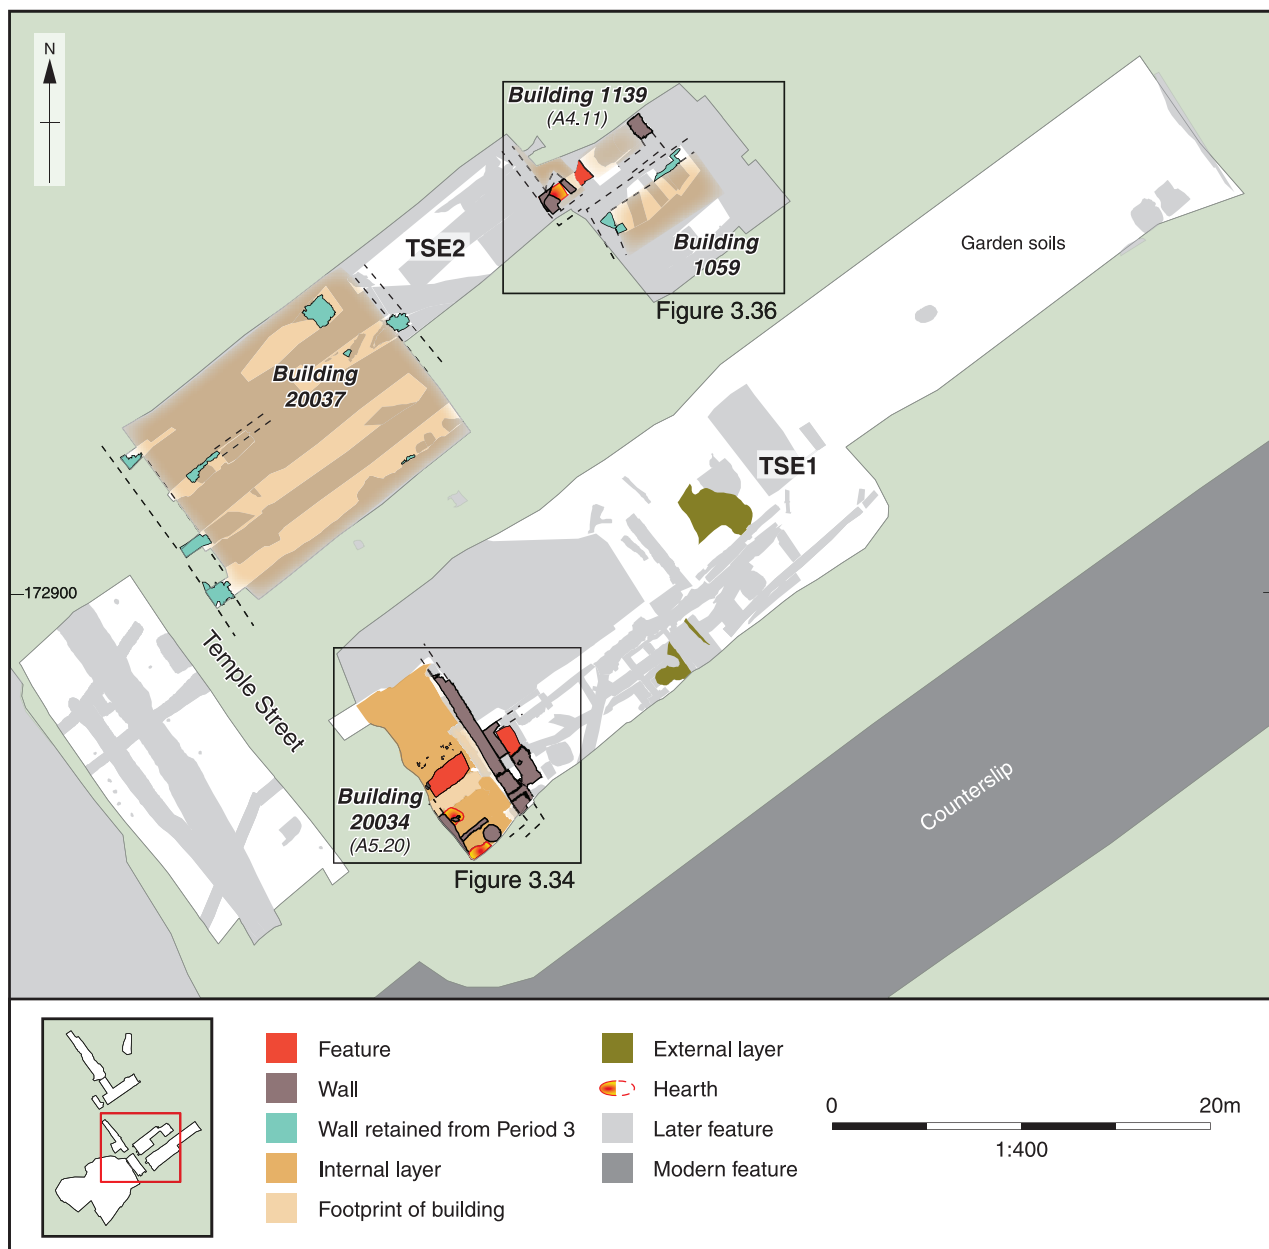 N
Building 1139
(A4.11)
TSE2
Building
1059
Garden soils
Figure 3.36
Building
20037
TSE1
172900
Temple Street
Building
20034
(A5.20)
Counterslip
Figure 3.34
Feature
Wall
Wall retained from Period 3
Internal layer
Footprint of building
External layer
Hearth
Later feature
Modern feature
0 20m
1:400